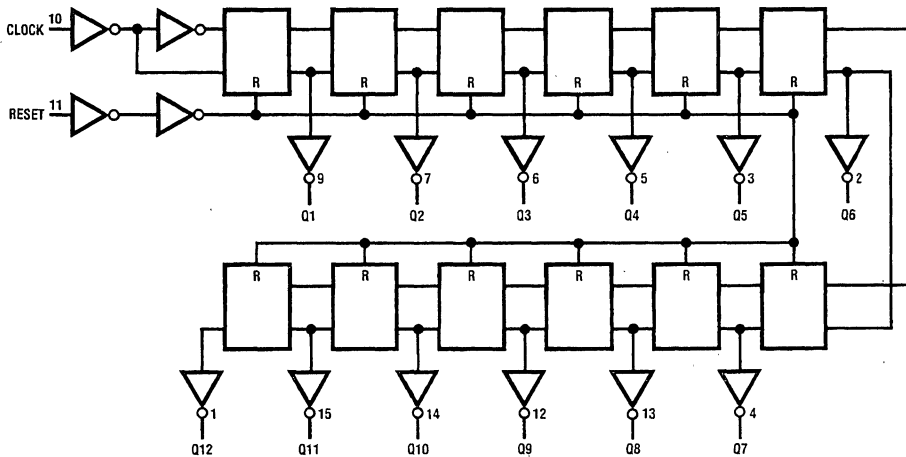 10
CLOCK
R R R R R R
11
RESET
9 7 6 5 3 2
Q1 Q2 Q3 Q4 Q5 Q6
R R R R R R
1 15 14 12 13 4
Q12 Q11 Q10 Q9 Q8 Q7